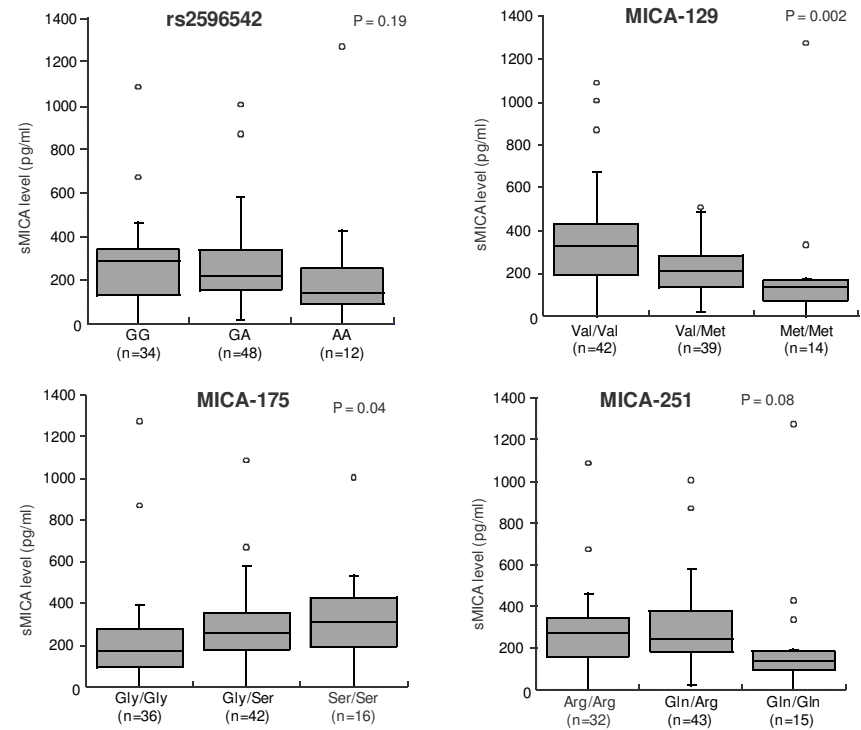 rs2596542
P = 0.19
sMICA level (pg/ml)
1400
1200
1000
800
600
400
200
0
GG
GA
AA
(n=34)
(n=48)
(n=12)
MICA-129
P = 0.002
sMICA level (pg/ml)
1400
1200
1000
800
600
400
200
0
Val/Val
Val/Met
Met/Met
(n=42)
(n=39)
(n=14)
MICA-175
P = 0.04
sMICA level (pg/ml)
1400
1200
1000
800
600
400
200
0
Gly/Gly
Gly/Ser
Ser/Ser
(n=36)
(n=42)
(n=16)
MICA-251
P = 0.08
sMICA level (pg/ml)
1400
1200
1000
800
600
400
200
0
Arg/Arg
Gln/Arg
Gln/Gln
(n=32)
(n=43)
(n=15)